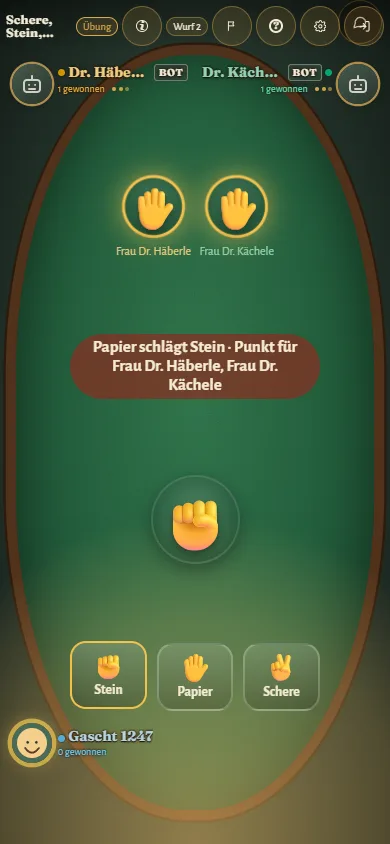 Schere,
Stein,...
Übung
Wurf 2
Dr. Häbe... BOT
1 gewonnen
Dr. Käch... BOT
1 gewonnen
Frau Dr. Häberle
Frau Dr. Kächele
Papier schlägt Stein · Punkt für
Frau Dr. Häberle, Frau Dr.
Kächele
Stein
Papier
Schere
Gascht 1247
0 gewonnen